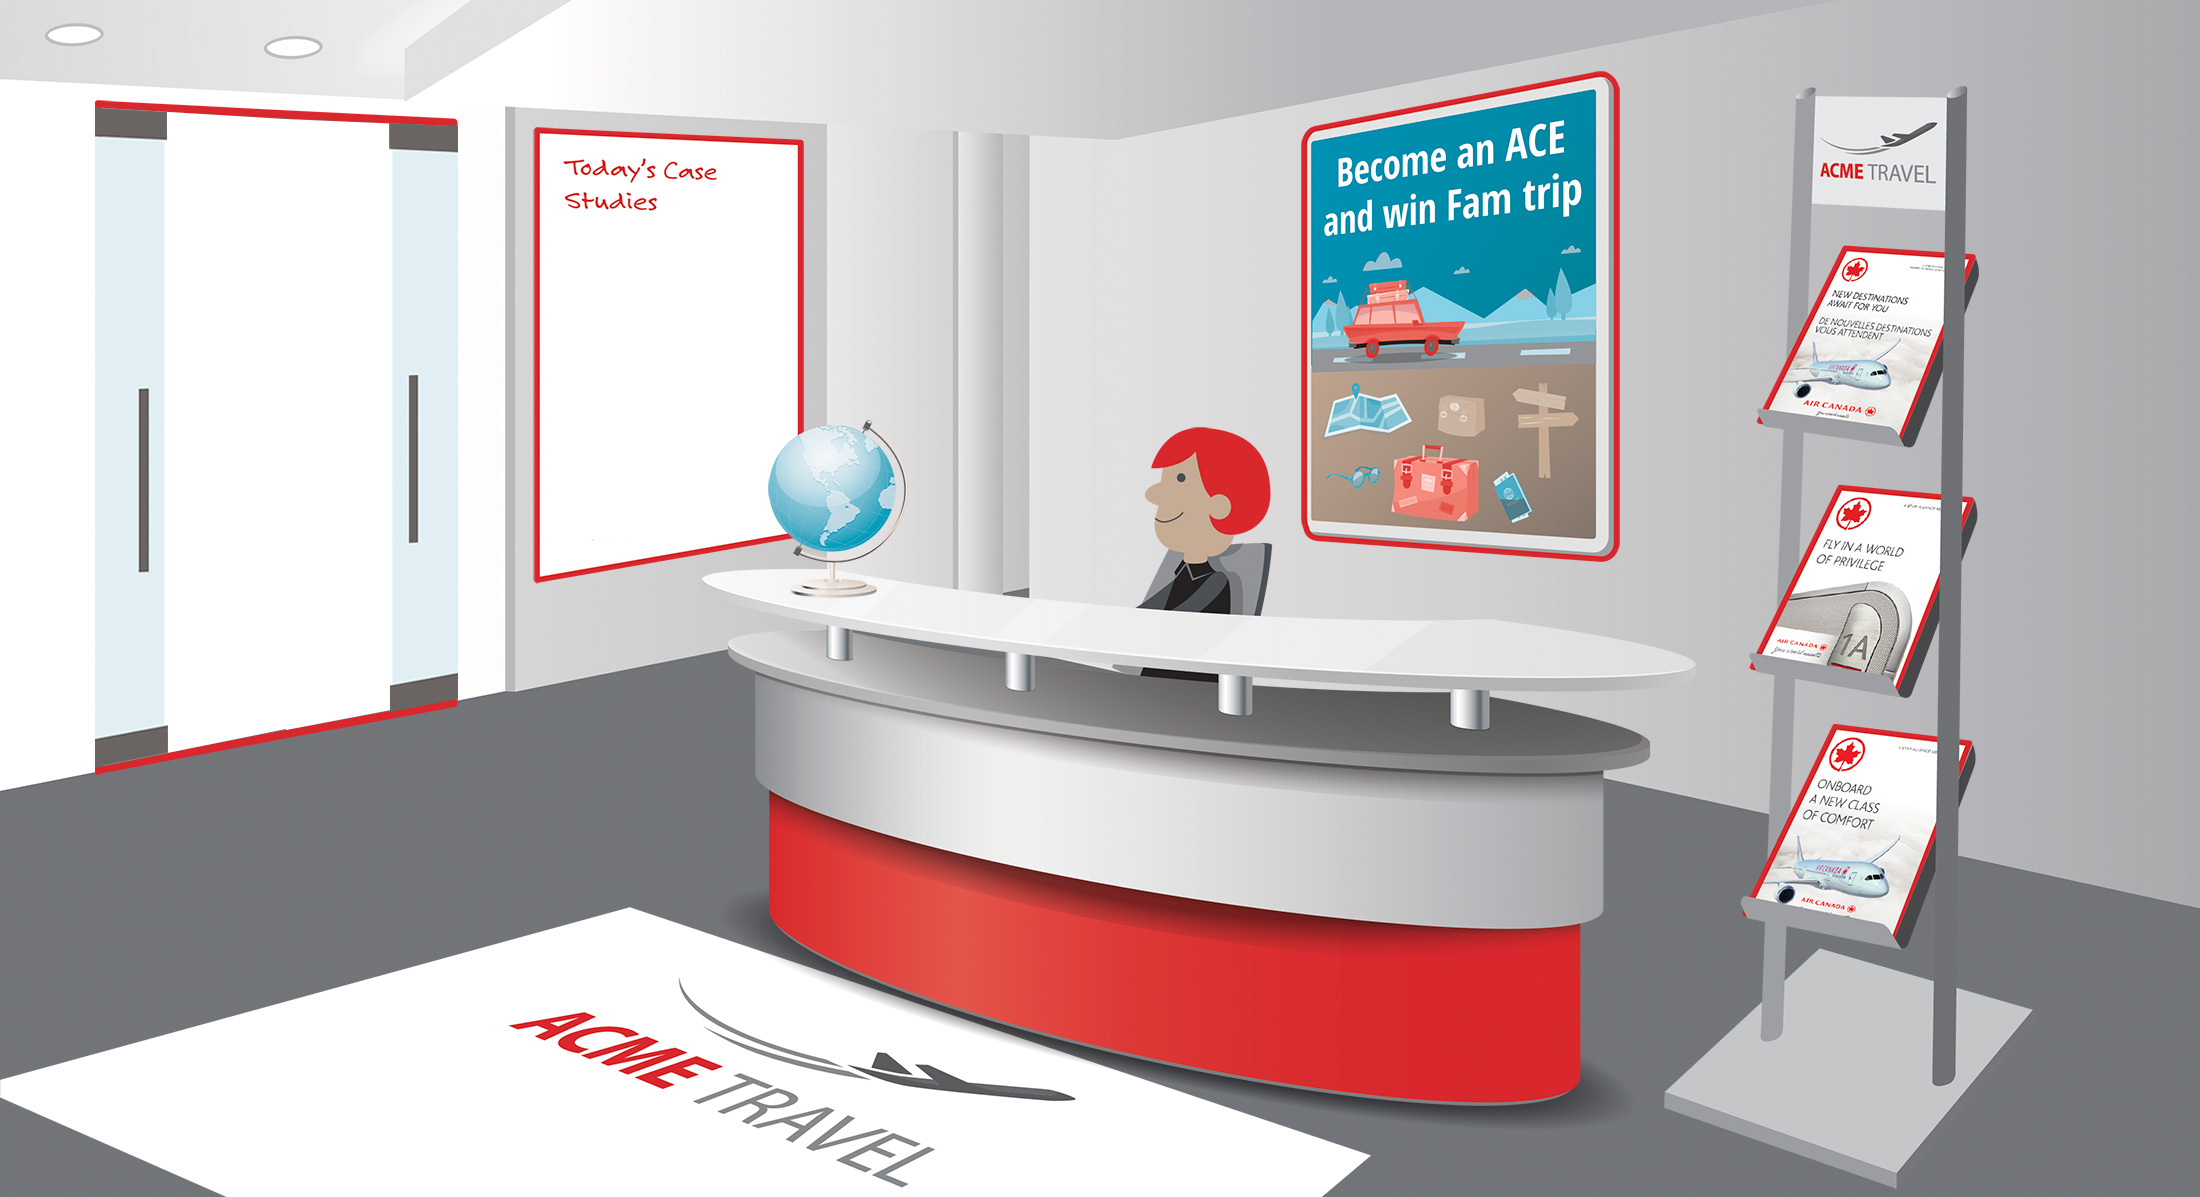 Today's Case
Studies
Become an ACE
and win Fam trip
ACME TRAVEL
NEW DESTINATIONS
AWAIT FOR YOU
DE NOUVELLES DESTINATIONS
VOUS ATTENDENT
AIR CANADA
FLY IN A WORLD
OF PRIVILEGE
1A
AIR CANADA
ONBOARD
A NEW CLASS
OF COMFORT
AIR CANADA
ACME TRAVEL